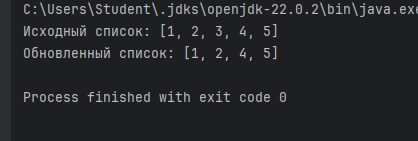 C:\Users\Student\.jdks\openjdk-22.0.2\bin\java.exe
Исходный список: [1, 2, 3, 4, 5]
Обновленный список: [1, 2, 4, 5]
Process finished with exit code 0